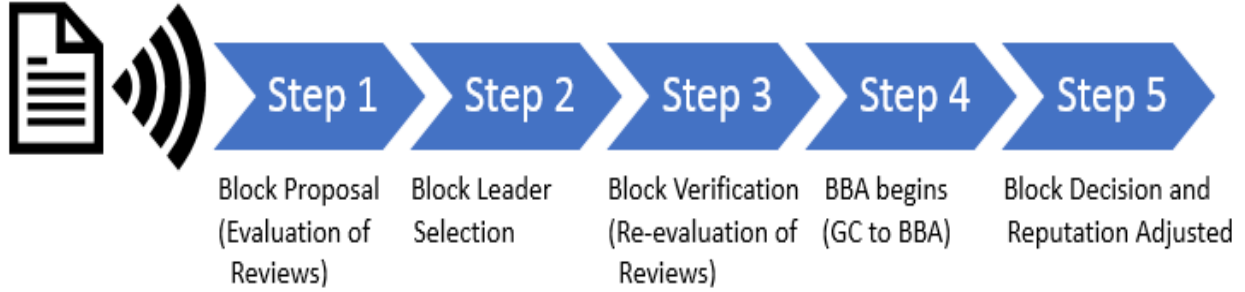 Step 1
Step 2
Step 3
Step 4
Step 5
Block Proposal
(Evaluation of
Reviews)
Block Leader
Selection
Block Verification
(Re-evaluation of
Reviews)
BBA begins
(GC to BBA)
Block Decision and
Reputation Adjusted